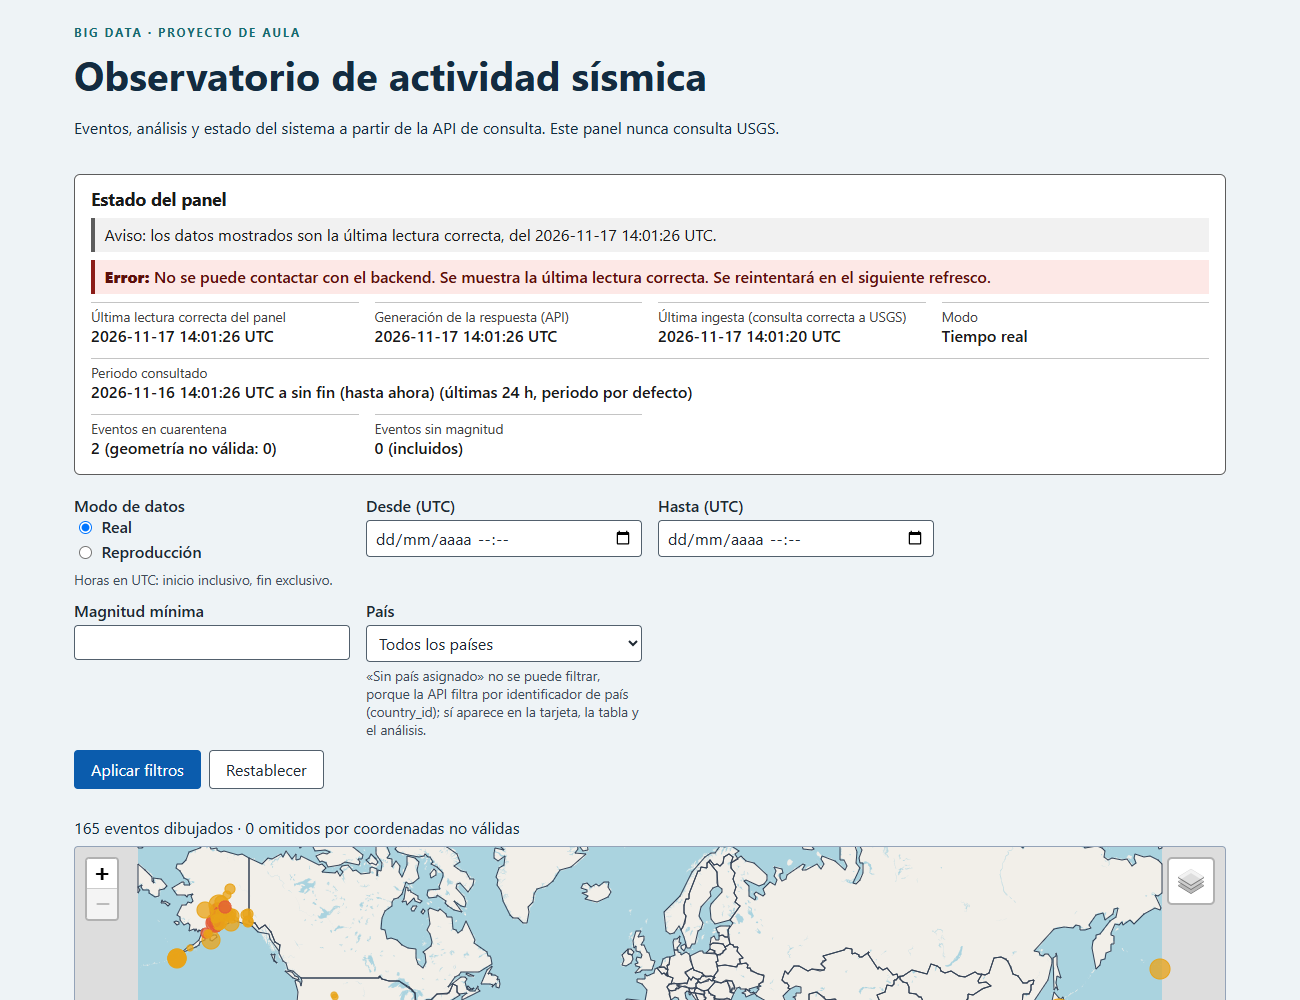 BIG DATA · PROYECTO DE AULA
Observatorio de actividad sísmica
Eventos, análisis y estado del sistema a partir de la API de consulta. Este panel nunca consulta USGS.
Estado del panel
Aviso: los datos mostrados son la última lectura correcta, del 2026-11-17 14:01:26 UTC.
Error: No se puede contactar con el backend. Se muestra la última lectura correcta. Se reintentará en el siguiente refresco.
Última lectura correcta del panel
2026-11-17 14:01:26 UTC
Generación de la respuesta (API)
2026-11-17 14:01:26 UTC
Última ingesta (consulta correcta a USGS)
2026-11-17 14:01:20 UTC
Modo
Tiempo real
Periodo consultado
2026-11-16 14:01:26 UTC a sin fin (hasta ahora) (últimas 24 h, periodo por defecto)
Eventos en cuarentena
2 (geometría no válida: 0)
Eventos sin magnitud
0 (incluidos)
Modo de datos
Real
Reproducción
Horas en UTC: inicio inclusivo, fin exclusivo.
Desde (UTC)
dd/mm/aaaa --:--
Hasta (UTC)
dd/mm/aaaa --:--
Magnitud mínima
País
Todos los países
«Sin país asignado» no se puede filtrar,
porque la API filtra por identificador de país
(country_id); sí aparece en la tarjeta, la tabla y
el análisis.
Aplicar filtros
Restablecer
165 eventos dibujados · 0 omitidos por coordenadas no válidas
+
−